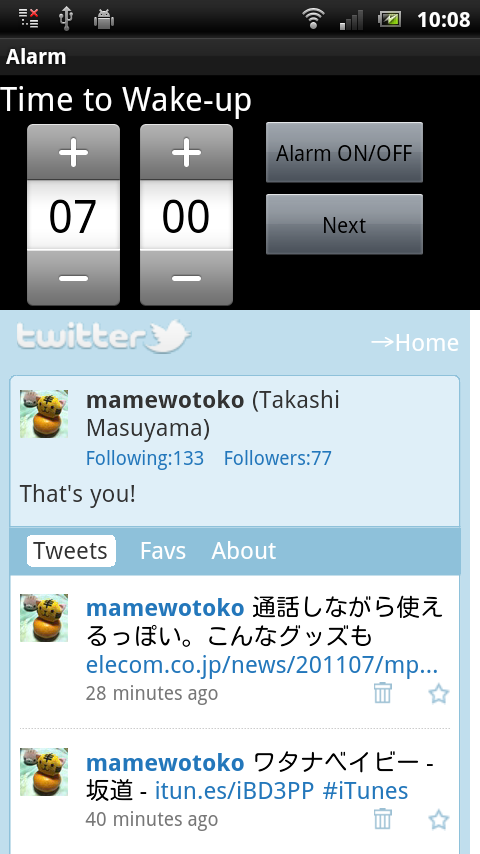 10:08
Alarm
Time to Wake-up
07
00
Alarm ON/OFF
Next
twitter
→Home
mamewotoko (Takashi
Masuyama)
Following:133 Followers:77
That's you!
Tweets Favs About
mamewotoko 通話しながら使え
るっぽい。こんなグッズも
elecom.co.jp/news/201107/mp...
28 minutes ago
mamewotoko ワタナベイビー -
坂道 - itun.es/iBD3PP #iTunes
40 minutes ago